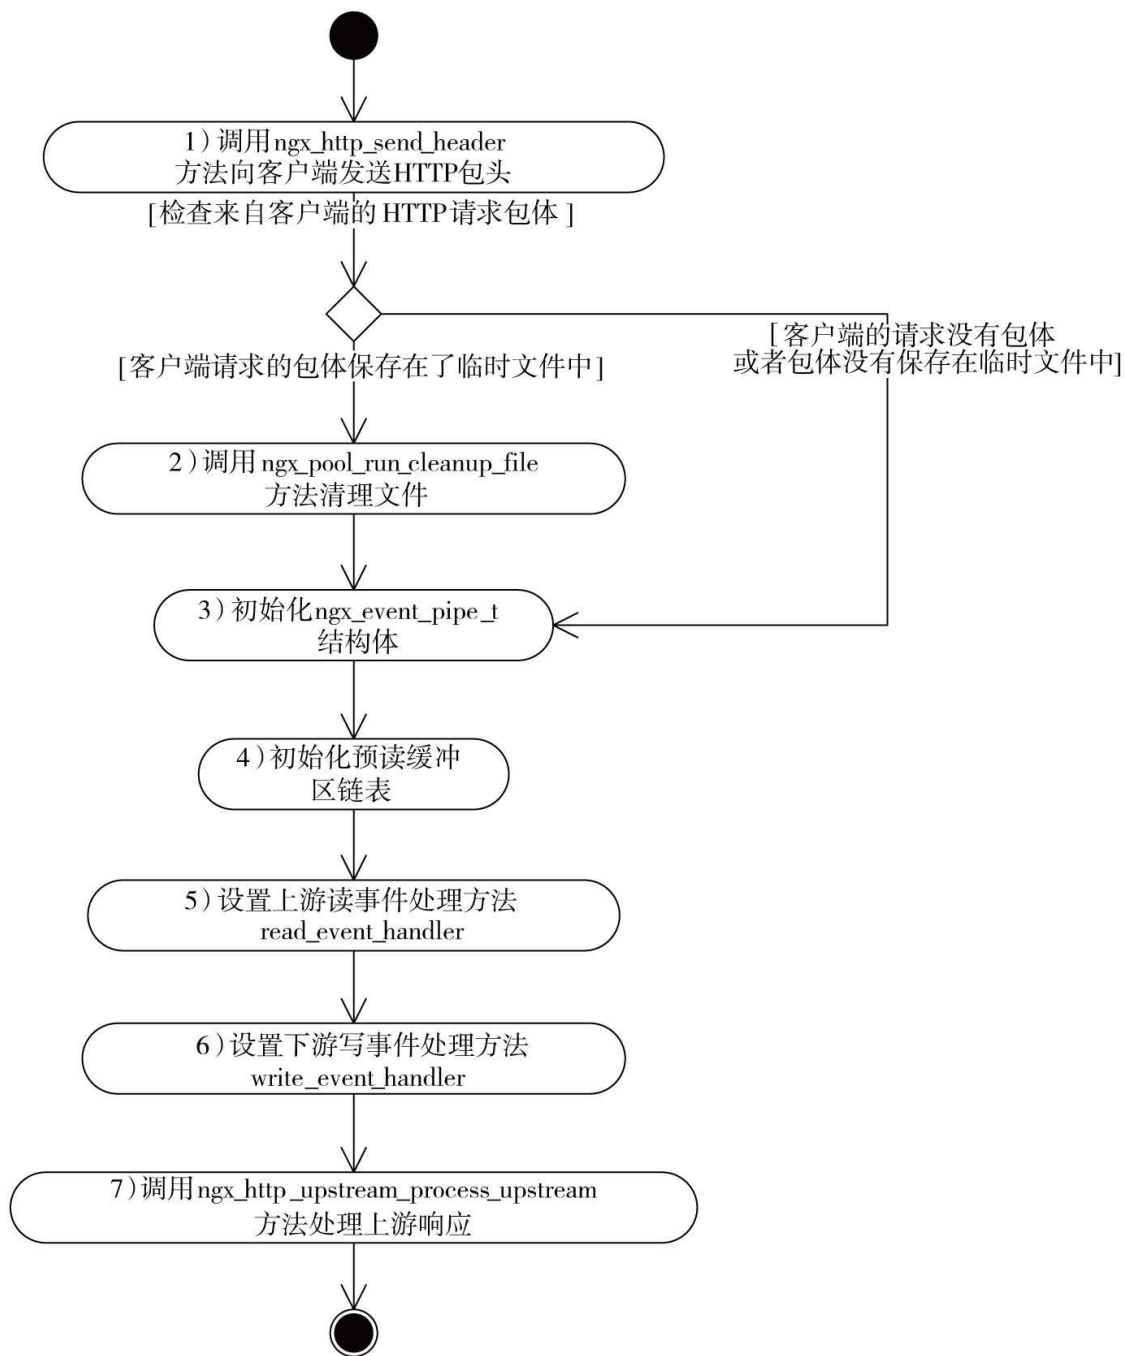 1)调用ngx_http_send_header
方法向客户端发送HTTP包头
[检查来自客户端的HTTP请求包体]
[客户端的请求没有包体
或者包体没有保存在临时文件中]
[客户端请求的包体保存在了临时文件中]
2)调用ngx_pool_run_cleanup_file
方法清理文件
3)初始化ngx_event_pipe_t
结构体
4)初始化预读缓冲
区链表
5)设置上游读事件处理方法
read_event_handler
6)设置下游写事件处理方法
write_event_handler
7)调用ngx_http_upstream_process_upstream
方法处理上游响应